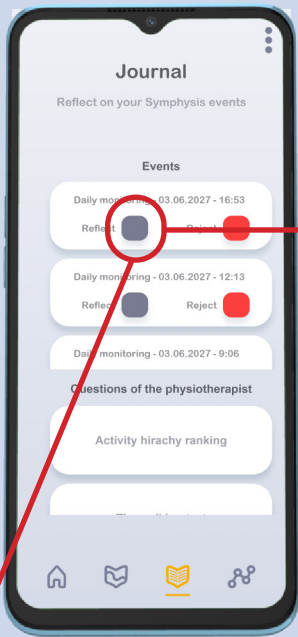 Journal
Reflect on your Symphysis events
Events
Daily monitoring - 03.06.2027 - 16:53
Reflect Reject
Daily monitoring - 03.06.2027 - 12:13
Reflect Reject
Daily monitoring - 03.06.2027 - 9:06
Questions of the physiotherapist
Activity hirachy ranking